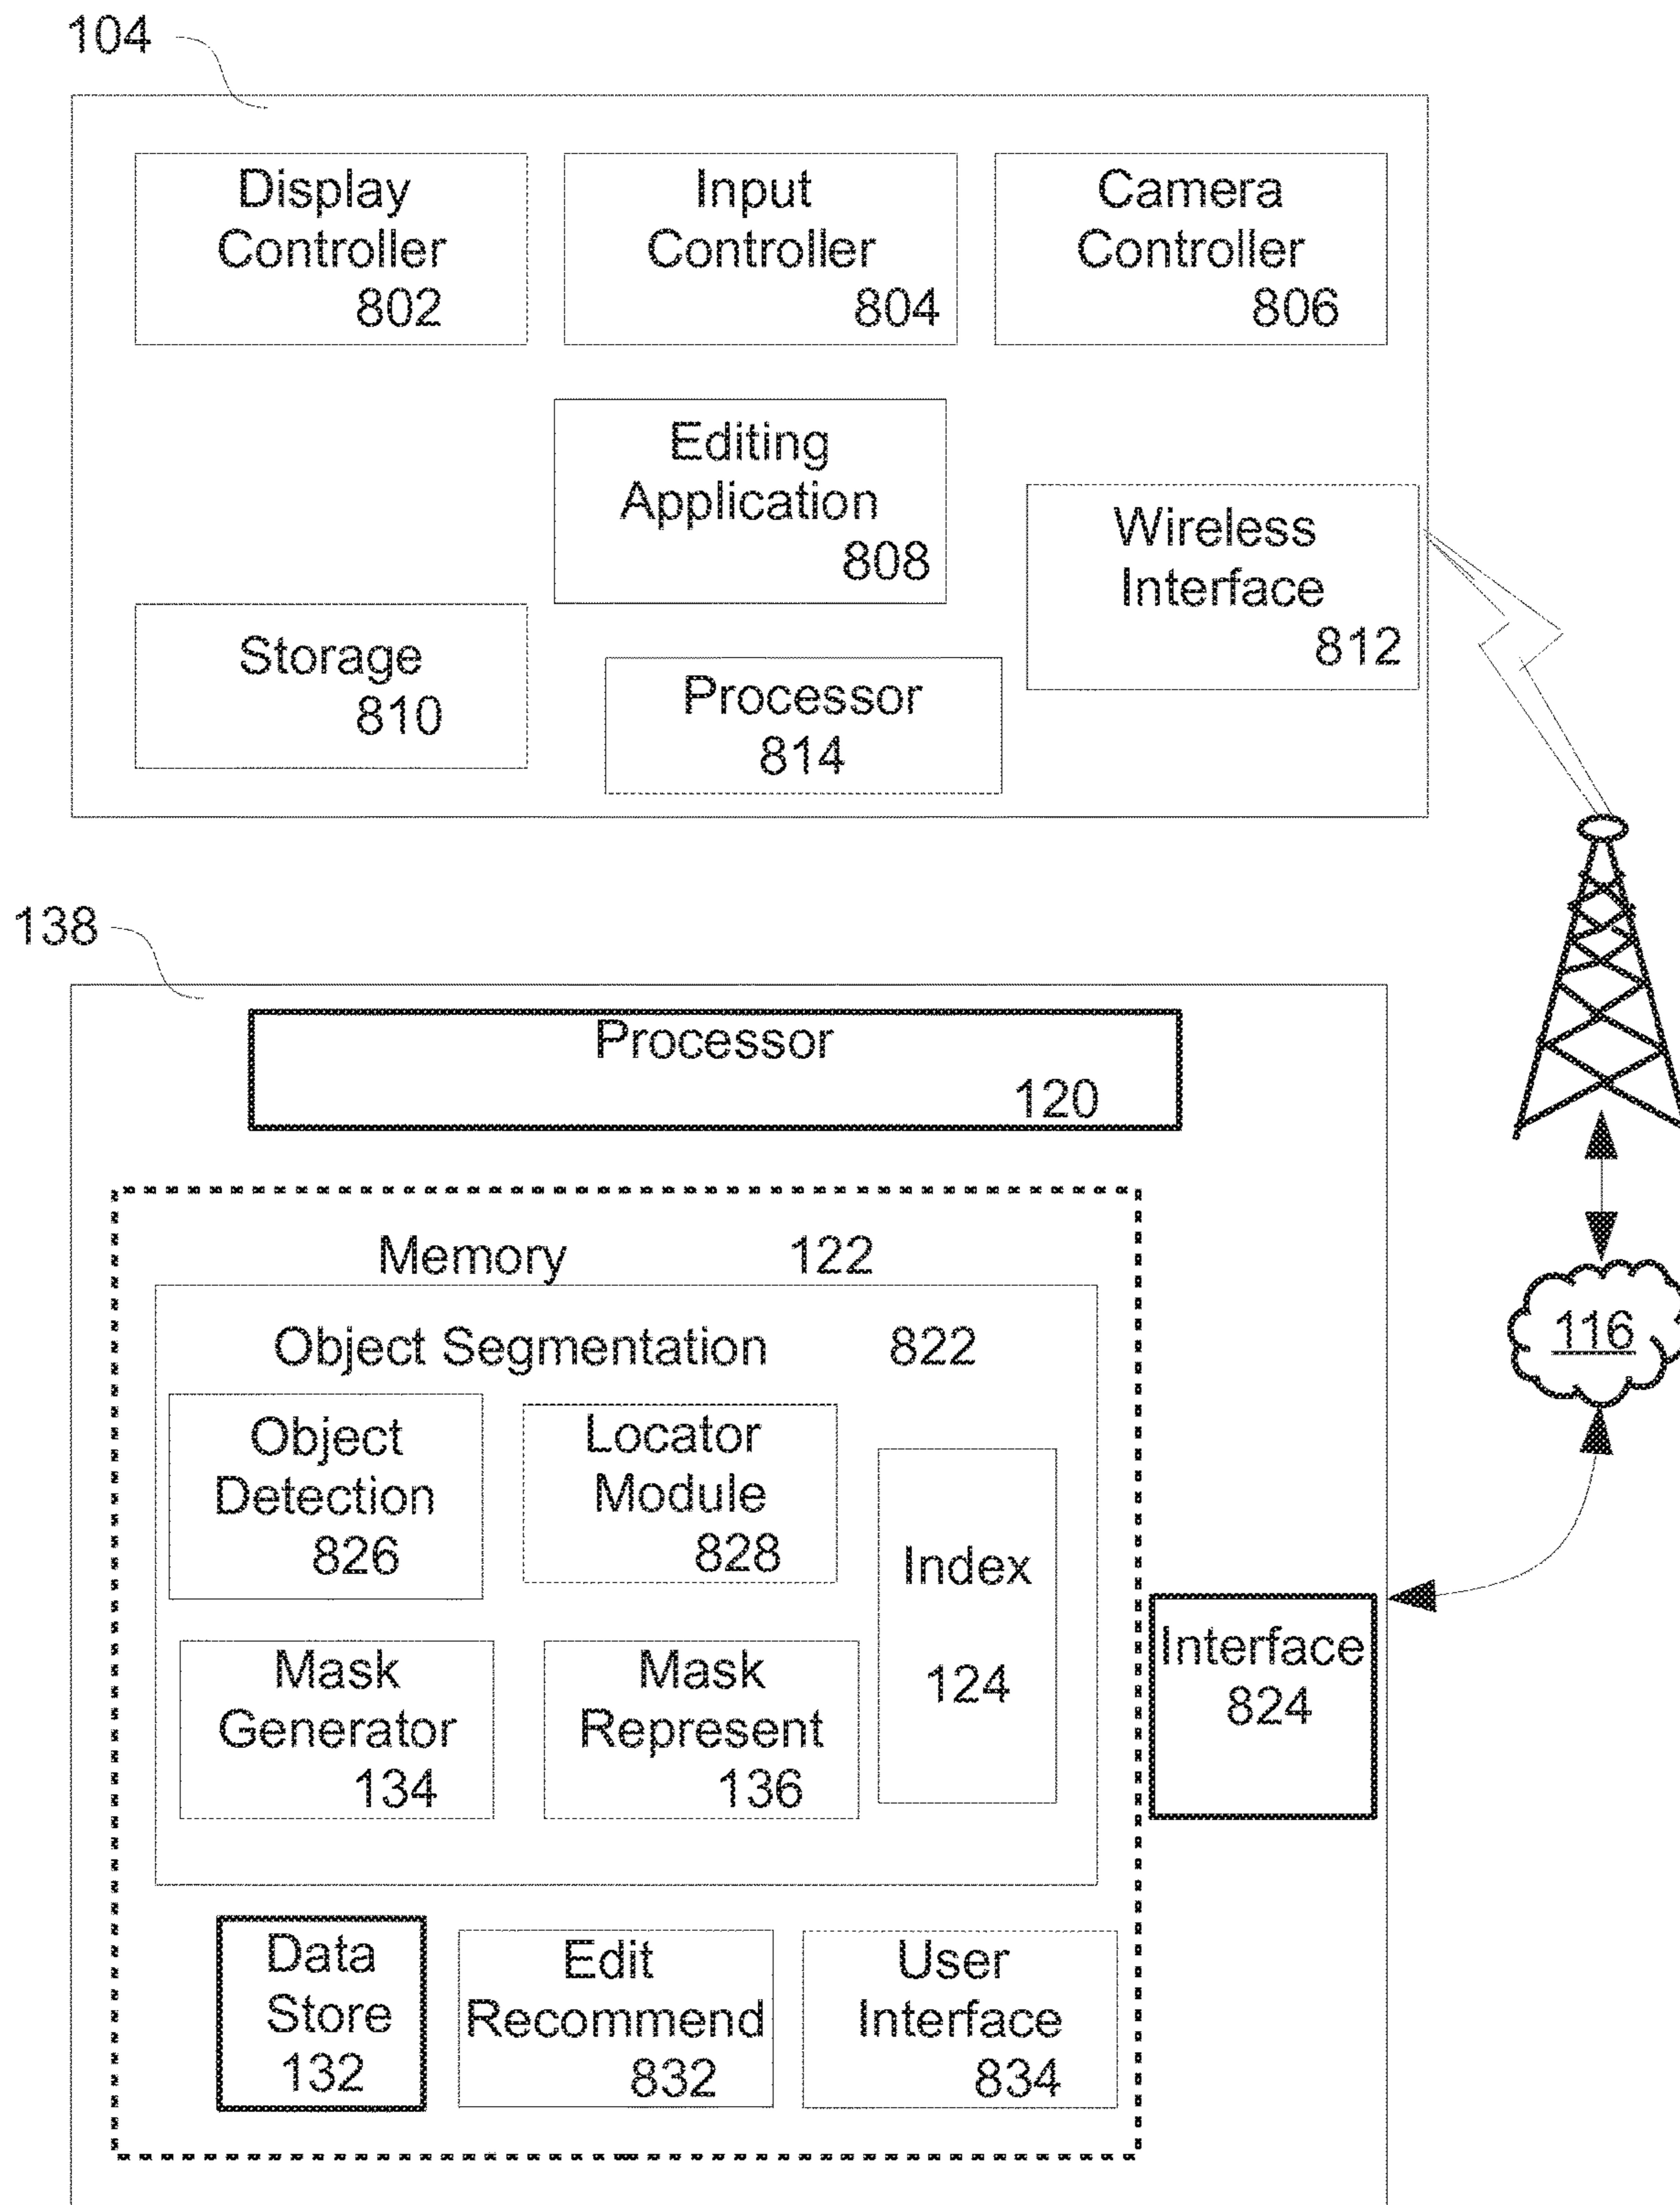 104
Display
Controller
802
Input
Controller
804
Camera
Controller
806
Editing
Application
808
Wireless
Interface
812
Storage
810
Processor
814
138
Processor
120
Memory 122
Object Segmentation 822
Object
Detection
826
Locator
Module
828
Index
124
Mask
Generator
134
Mask
Represent
136
Interface
824
116
Data
Store
132
Edit
Recommend
832
User
Interface
834